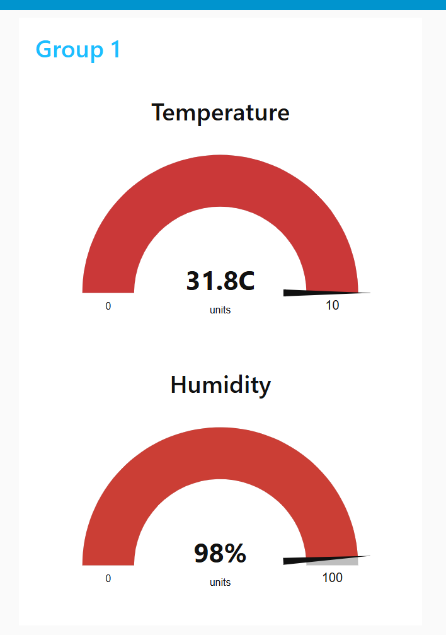 Group 1
Temperature
31.8C
0
units
10
Humidity
98%
0
units
100